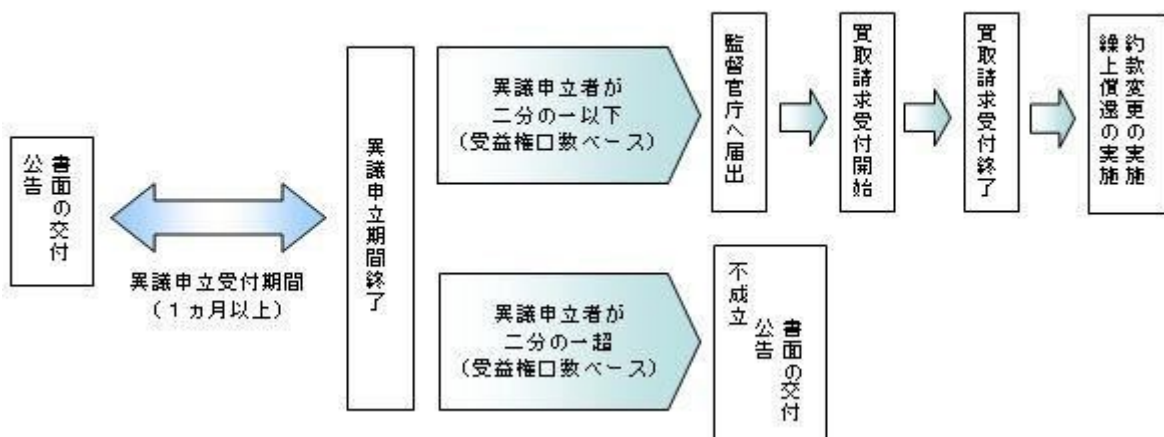 書面の交付
公告
異議申立受付期間
（１ヵ月以上）
異議申立期間終了
異議申立者が
二分の一以下
（受益権口数ベース）
監督官庁へ届出
買取請求受付開始
買取請求受付終了
約款変更の実施
繰上償還の実施
異議申立者が
二分の一超
（受益権口数ベース）
不成立
書面の交付
公告